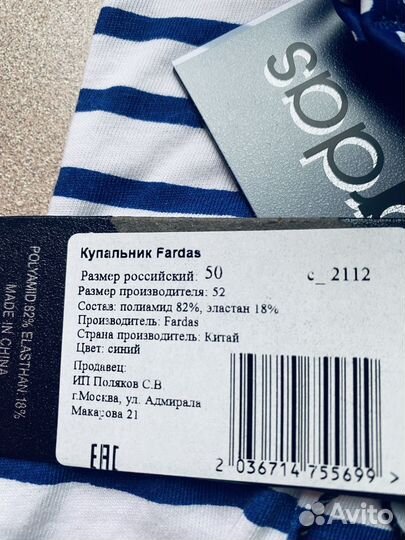 rdds
Купальник Fardas
Размер российский: 50 с_ 2112
Размер производителя: 52
Состав: полиамид 82%, эластан 18%
Производитель: Fardas
Страна производитель: Китай
Цвет: синий
Продавец:
ИП Поляков С.В
г.Москва, ул. Адмирала
Макарова 21
EAC
2 036714 755699 >
POLYAMID:82% ELASTHAN:18%
MADE IN CHINA
Avito